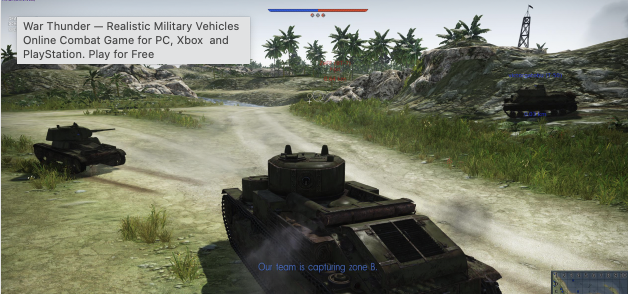 War Thunder — Realistic Military Vehicles
Online Combat Game for PC, Xbox and
PlayStation. Play for Free
Our team is capturing zone B.